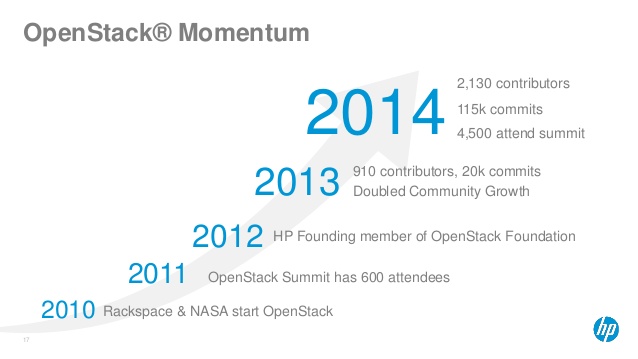 OpenStack® Momentum
2014
2,130 contributors
115k commits
4,500 attend summit
2013
910 contributors, 20k commits
Doubled Community Growth
2012 HP Founding member of OpenStack Foundation
2011 OpenStack Summit has 600 attendees
2010 Rackspace & NASA start OpenStack
17
hp